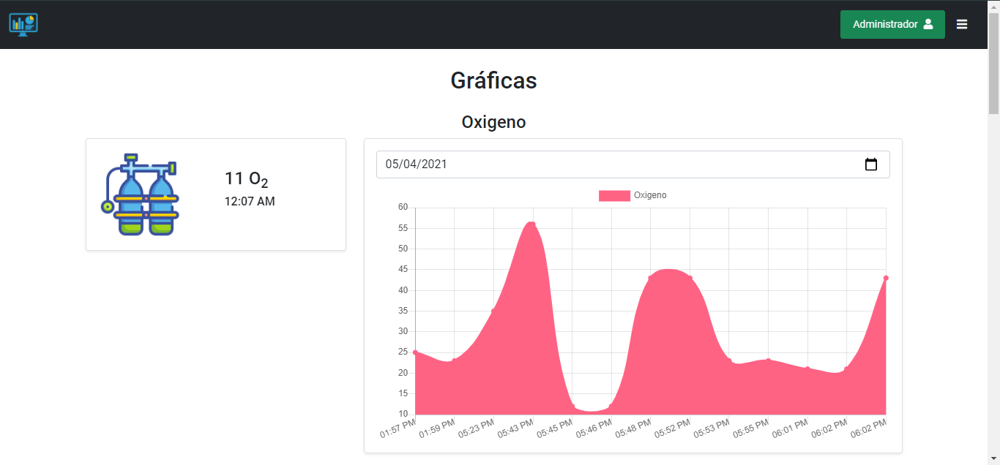 Administrador
Gráficas
Oxigeno
11 O₂
12:07 AM
05/04/2021
Oxigeno
60
55
50
45
40
35
30
25
20
15
10
01:57 PM 01:59 PM 05:23 PM 05:43 PM 05:45 PM 05:46 PM 05:48 PM 05:52 PM 05:53 PM 05:55 PM 06:01 PM 06:02 PM 06:02 PM